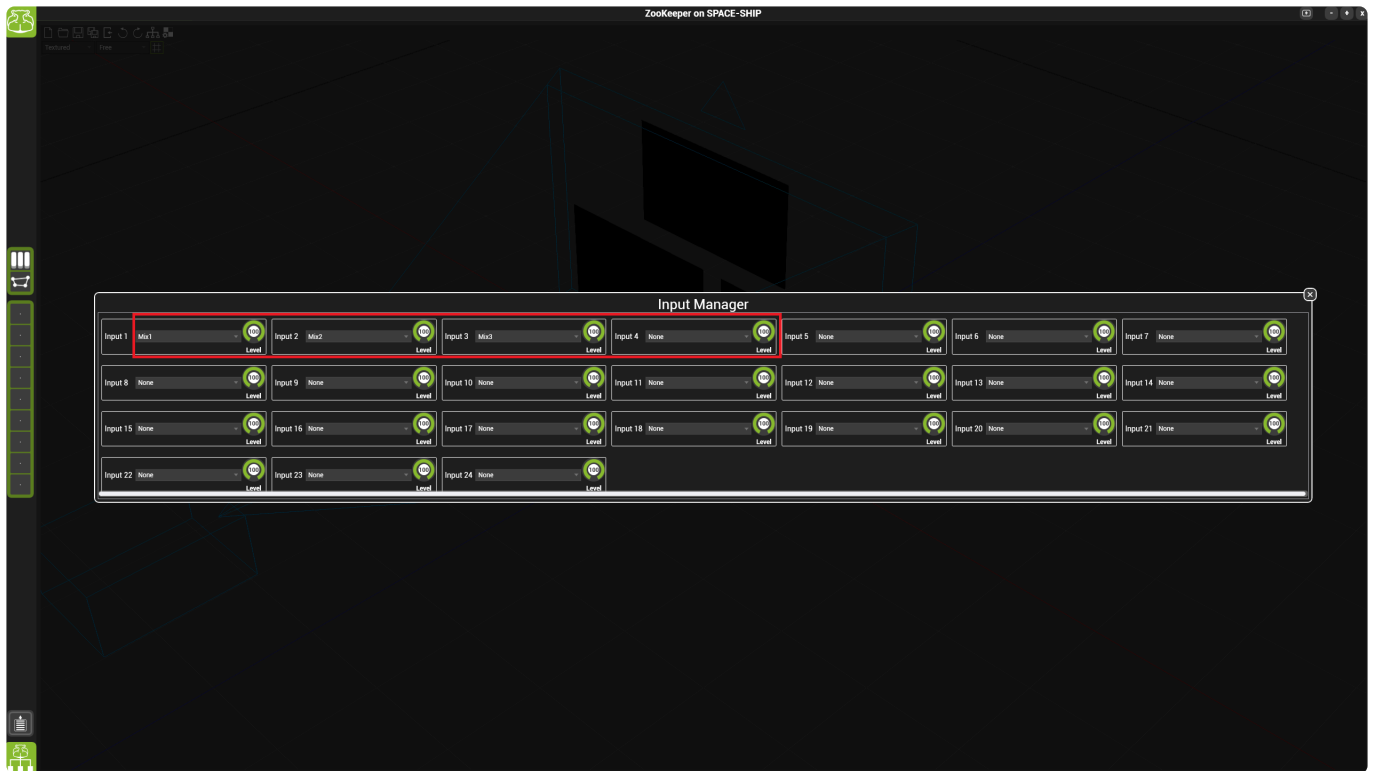 ZooKeeper on SPACE-SHIP
Textured Free
Input Manager
Input 1 Mix1 100 Input 2 Mix2 100 Input 3 Mix3 100 Input 4 None 100 Input 5 None 100 Input 6 None 100 Input 7 None 100
Level Level Level Level Level Level Level
Input 8 None 100 Input 9 None 100 Input 10 None 100 Input 11 None 100 Input 12 None 100 Input 13 None 100 Input 14 None 100
Level Level Level Level Level Level Level
Input 15 None 100 Input 16 None 100 Input 17 None 100 Input 18 None 100 Input 19 None 100 Input 20 None 100 Input 21 None 100
Level Level Level Level Level Level Level
Input 22 None 100 Input 23 None 100 Input 24 None 100
Level Level Level